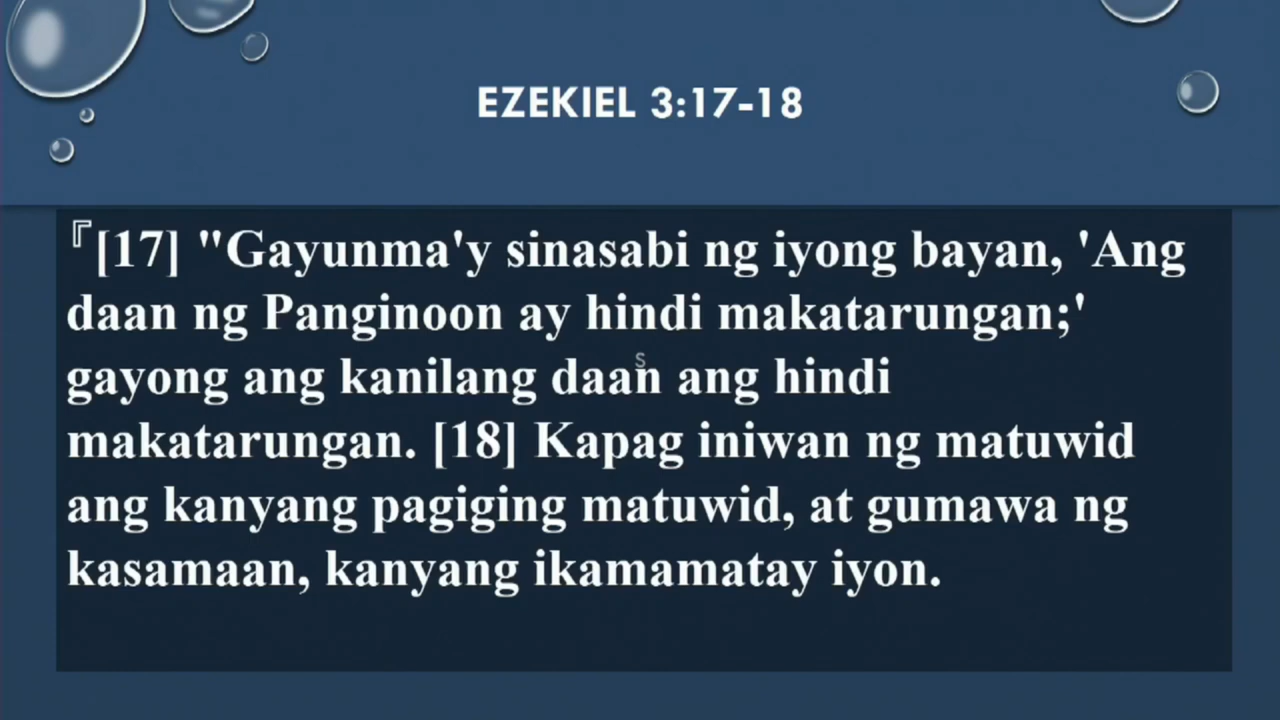 EZEKIEL 3:17-18
『[17] "Gayunma'y sinasabi ng iyong bayan, 'Ang
daan ng Panginoon ay hindi makatarungan;'
gayong ang kanilang daan ang hindi
makatarungan. [18] Kapag iniwan ng matuwid
ang kanyang pagiging matuwid, at gumawa ng
kasamaan, kanyang ikamamatay iyon.
S